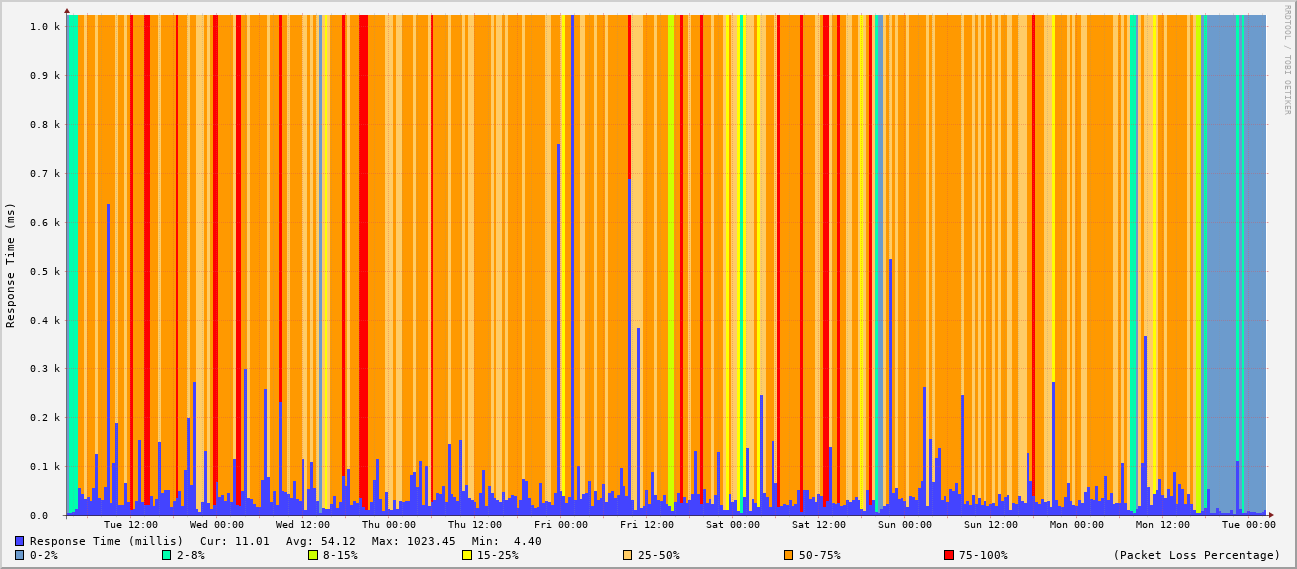 1.0 k
0.9 k
0.8 k
0.7 k
0.6 k
0.5 k
0.4 k
0.3 k
0.2 k
0.1 k
0.0
Response Time (ms)
RRDTOOL / TOBI OETIKER
Tue 12:00 Wed 00:00 Wed 12:00 Thu 00:00 Thu 12:00 Fri 00:00 Fri 12:00 Sat 00:00 Sat 12:00 Sun 00:00 Sun 12:00 Mon 00:00 Mon 12:00 Tue 00:00
Response Time (millis) Cur: 11.01 Avg: 54.12 Max: 1023.45 Min: 4.40
0-2% 2-8% 8-15% 15-25% 25-50% 50-75% 75-100% (Packet Loss Percentage)